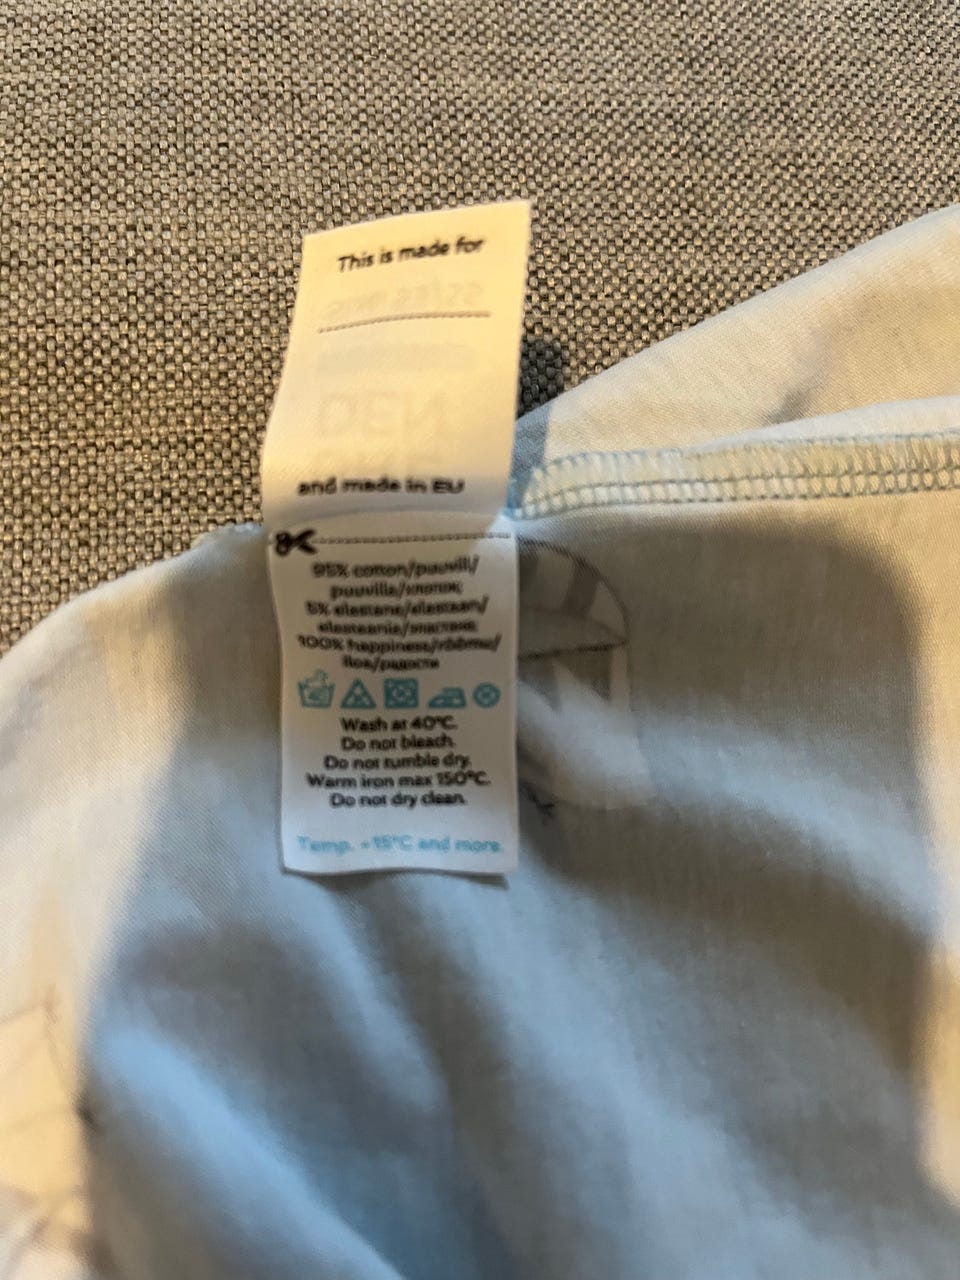 This is made for
and made in EU
95% cotton/puuvill/
puuvilla/хлопок;
5% elastane/elastaan/
elastaania/эластана
100% happiness/rõõmu/
iloa/радости
40
Wash at 40°C.
Do not bleach.
Do not tumble dry.
Warm iron max 150°C.
Do not dry clean.
Temp. +15°C and more.